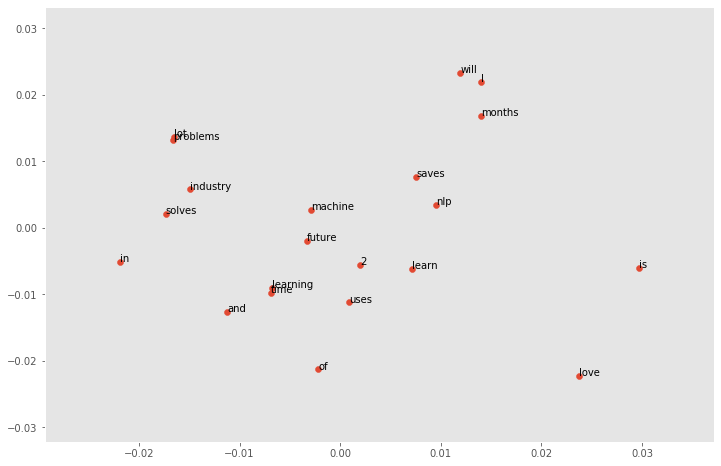 0.03
0.02
0.01
0.00
−0.01
−0.02
−0.03
will
I
months
lot
problems
saves
industry
nlp
machine
solves
future
in
2
learn
is
learning
time
uses
and
of
love
−0.02
−0.01
0.00
0.01
0.02
0.03